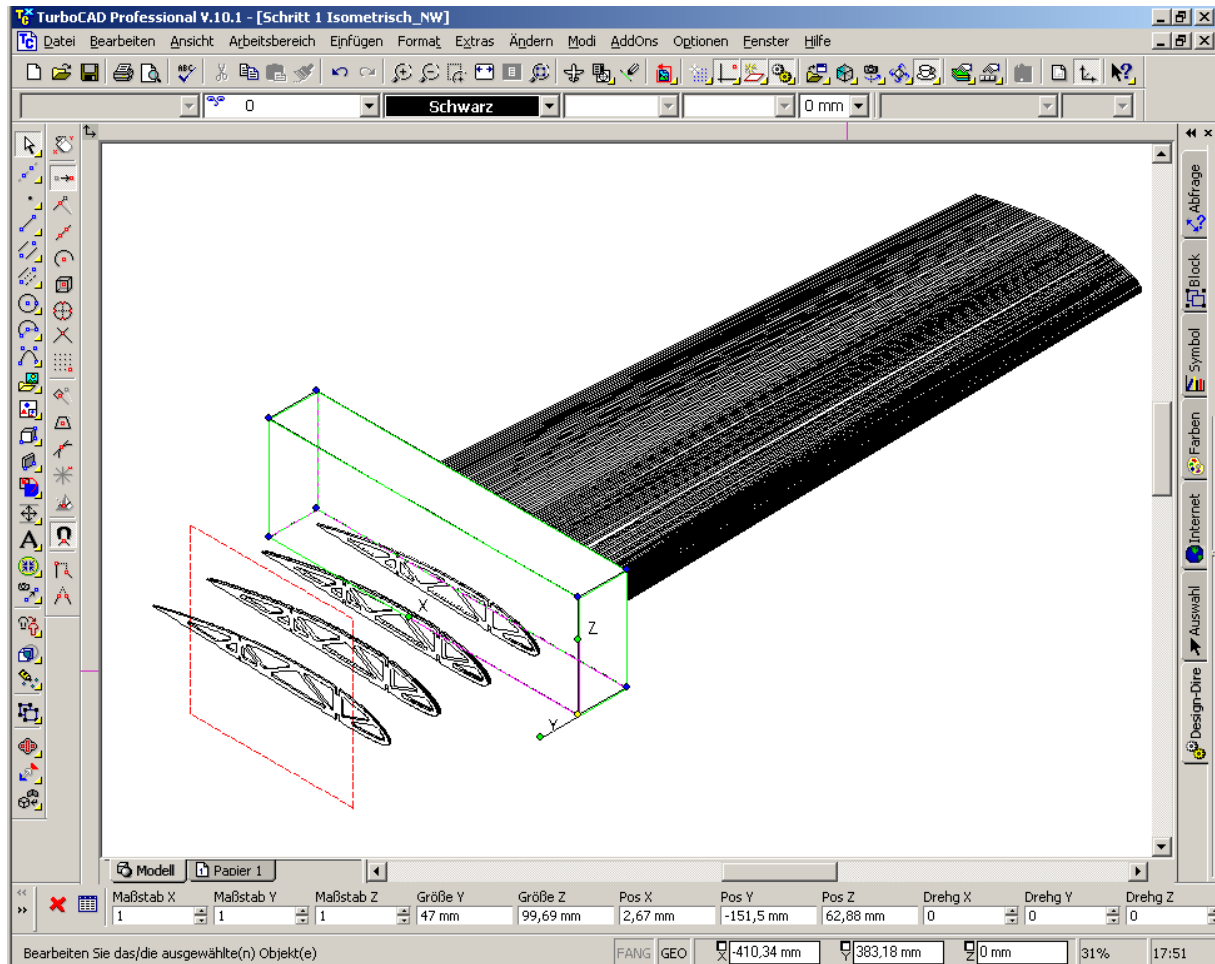 TurboCAD Professional V.10.1 - [Schritt 1 Isometrisch_NW]
Datei Bearbeiten Ansicht Arbeitsbereich Einfügen Format Extras Ändern Modi AddOns Optionen Fenster Hilfe
ABC
0 Schwarz 0 mm
Abfrage
Block
Symbol
Farben
Internet
Auswahl
Design-Dire
X
Z
Y
Modell Papier 1
Maßstab X Maßstab Y Maßstab Z Größe Y Größe Z Pos X Pos Y Pos Z Drehg X Drehg Y Drehg Z
1 1 1 47 mm 99,69 mm 2,67 mm -151,5 mm 62,88 mm 0 0 0
Bearbeiten Sie das/die ausgewählte(n) Objekt(e) FANG GEO X -410,34 mm Y 383,18 mm Z 0 mm 31% 17:51